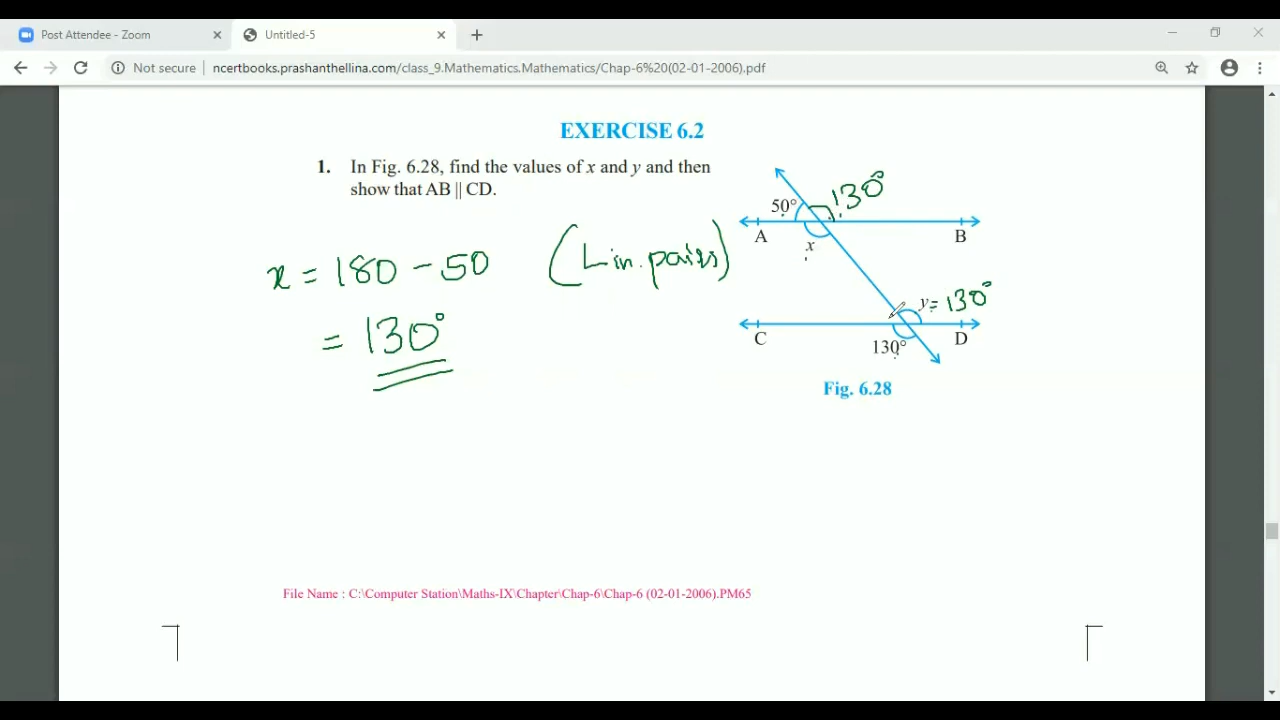 Post Attendee - Zoom
Untitled-5
Not secure
ncertbooks.prashanthellina.com/class_9.Mathematics.Mathematics/Chap-6%20(02-01-2006).pdf
EXERCISE 6.2
1. In Fig. 6.28, find the values of x and y and then
show that AB || CD.
50°
130°
A
B
x
x = 180 - 50 (Lin. pairs)
= 130°
y = 130°
C
130°
D
Fig. 6.28
File Name : C:\Computer Station\Maths-IX\Chapter\Chap-6\Chap-6 (02-01-2006).PM65